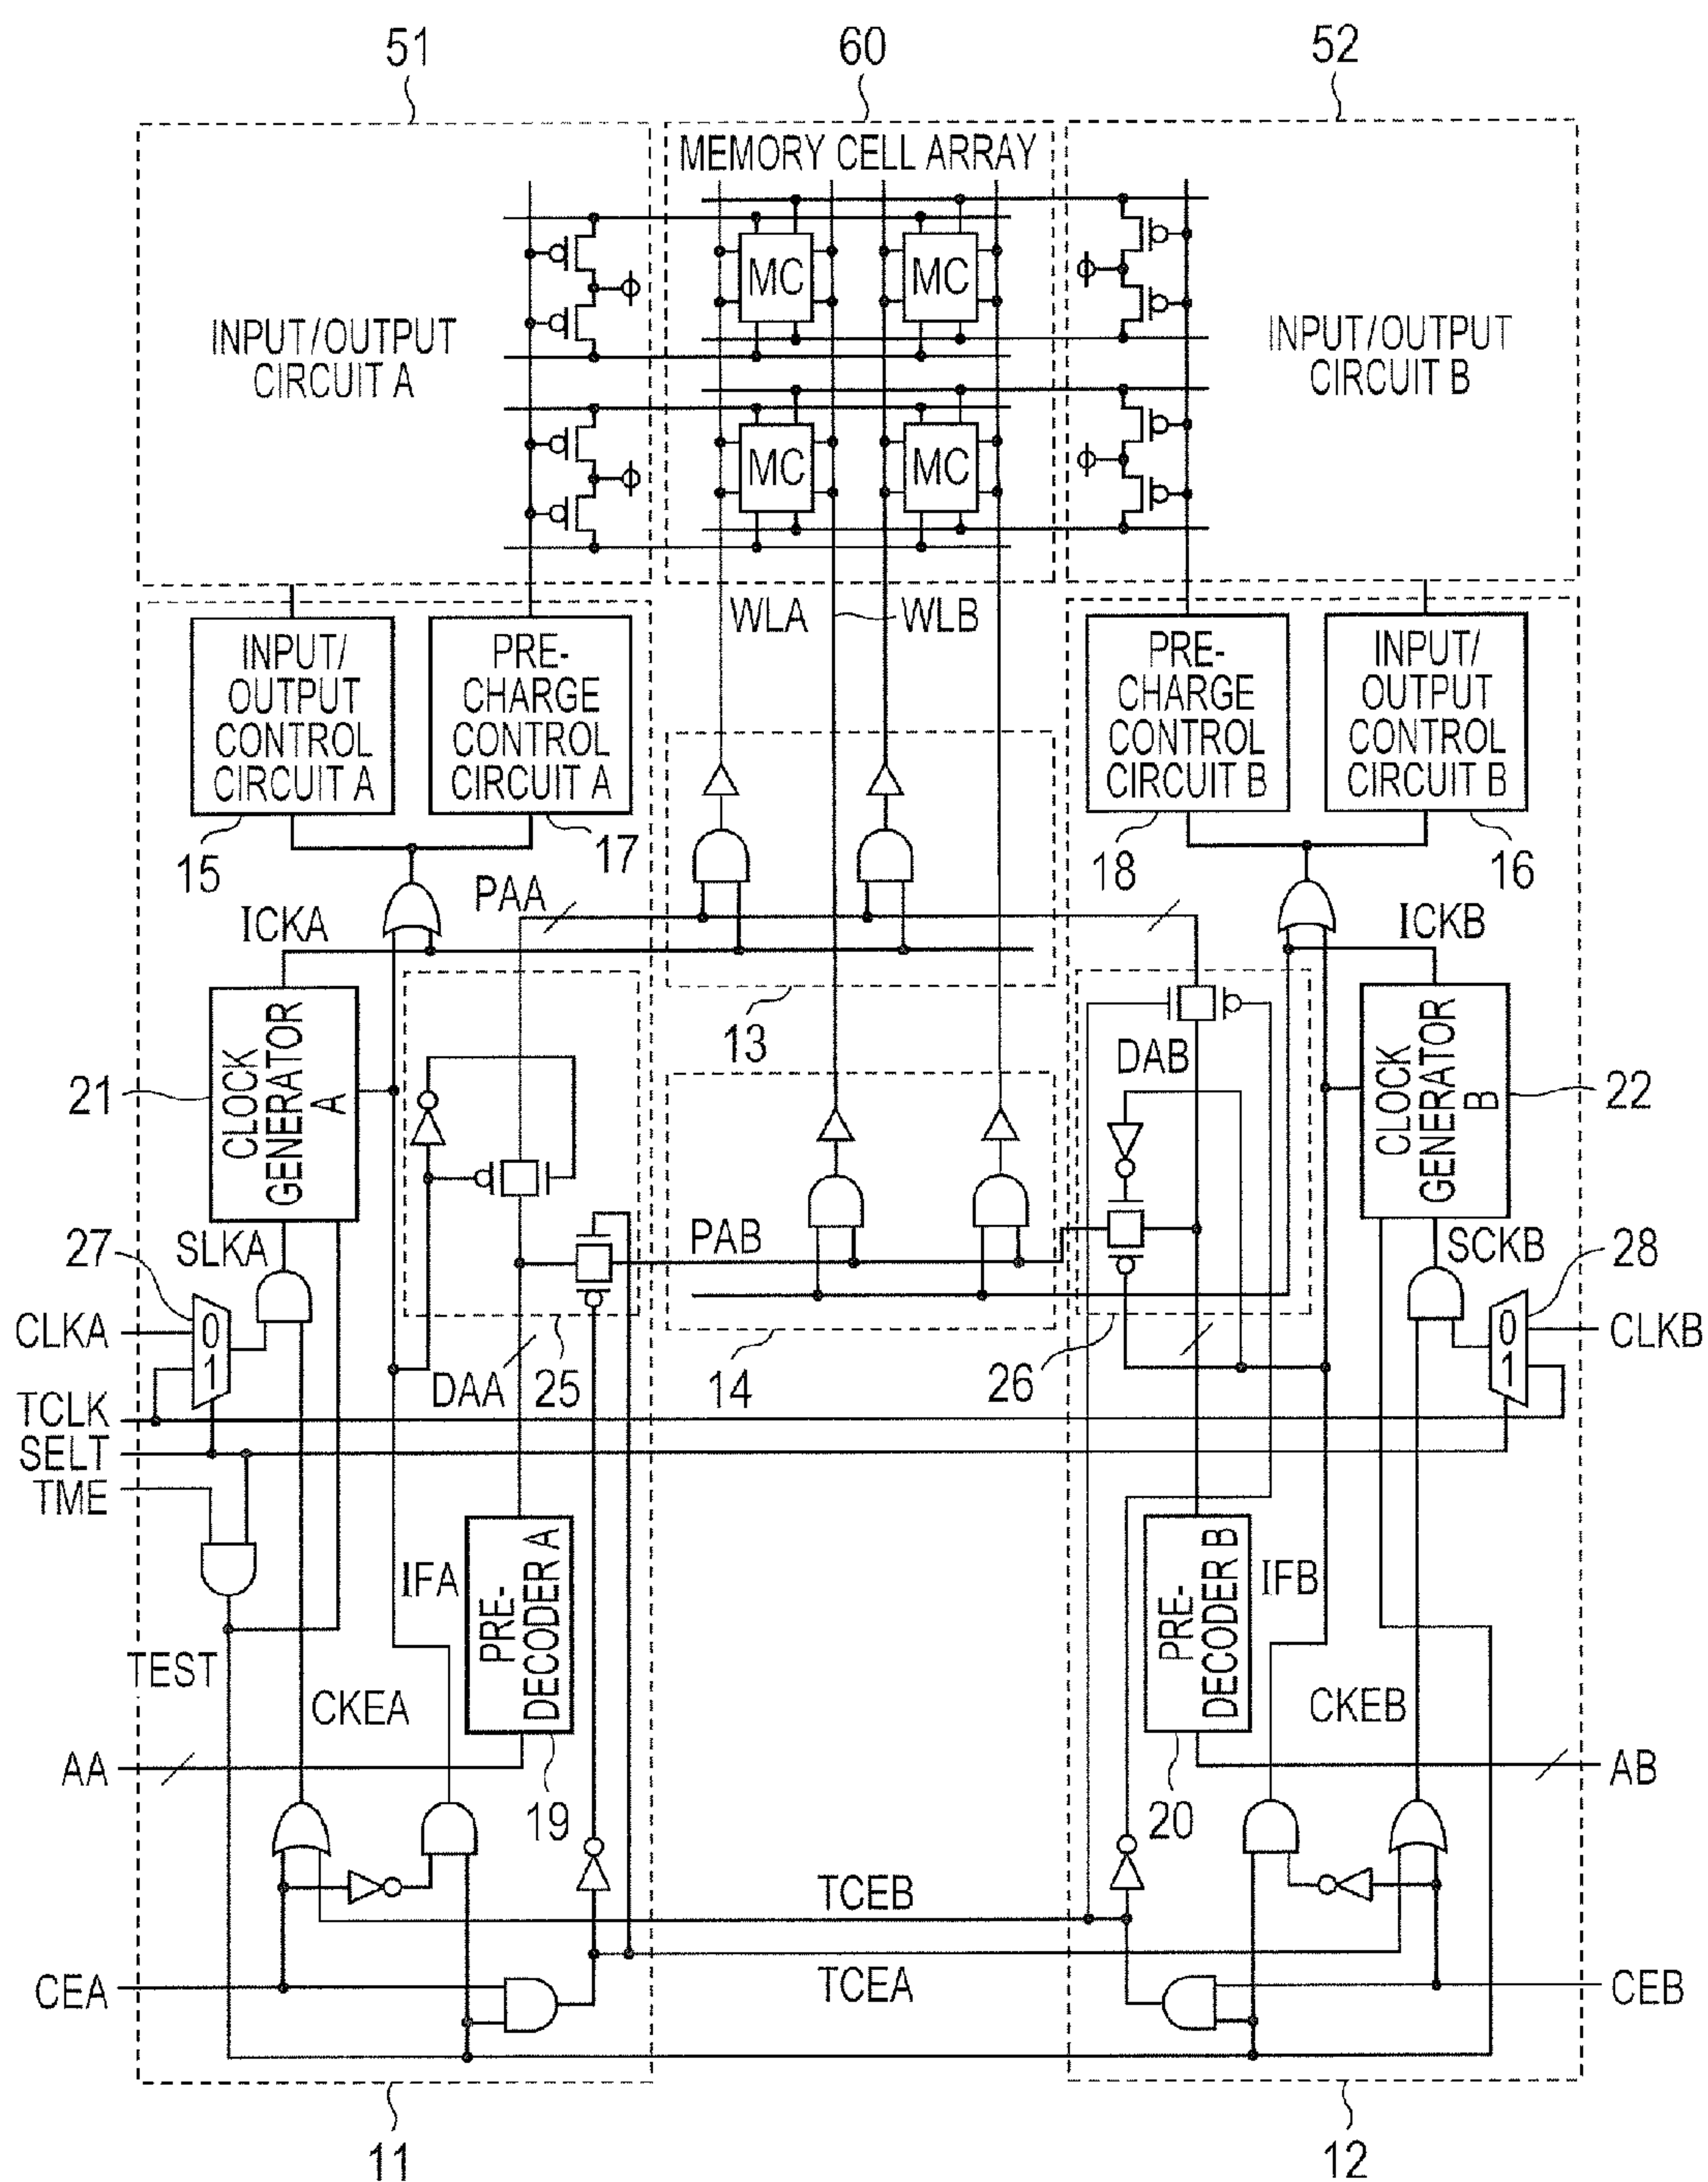 51
60
52
MEMORY CELL ARRAY
MC
MC
INPUT/OUTPUT
CIRCUIT A
INPUT/OUTPUT
CIRCUIT B
MC
MC
WLA
WLB
INPUT/
OUTPUT
CONTROL
CIRCUIT A
PRE-
CHARGE
CONTROL
CIRCUIT A
PRE-
CHARGE
CONTROL
CIRCUIT B
INPUT/
OUTPUT
CONTROL
CIRCUIT B
15
17
18
16
PAA
ICKA
ICKB
13
DAB
21
CLOCK
GENERATOR
A
CLOCK
GENERATOR
B
22
27
SLKA
PAB
SCKB
28
CLKA
0
1
0
1
CLKB
DAA
25
14
26
TCLK
SELT
TME
IFA
PRE-
DECODER A
PRE-
DECODER B
IFB
TEST
CKEA
CKEB
AA
AB
19
20
TCEB
CEA
TCEA
CEB
11
12